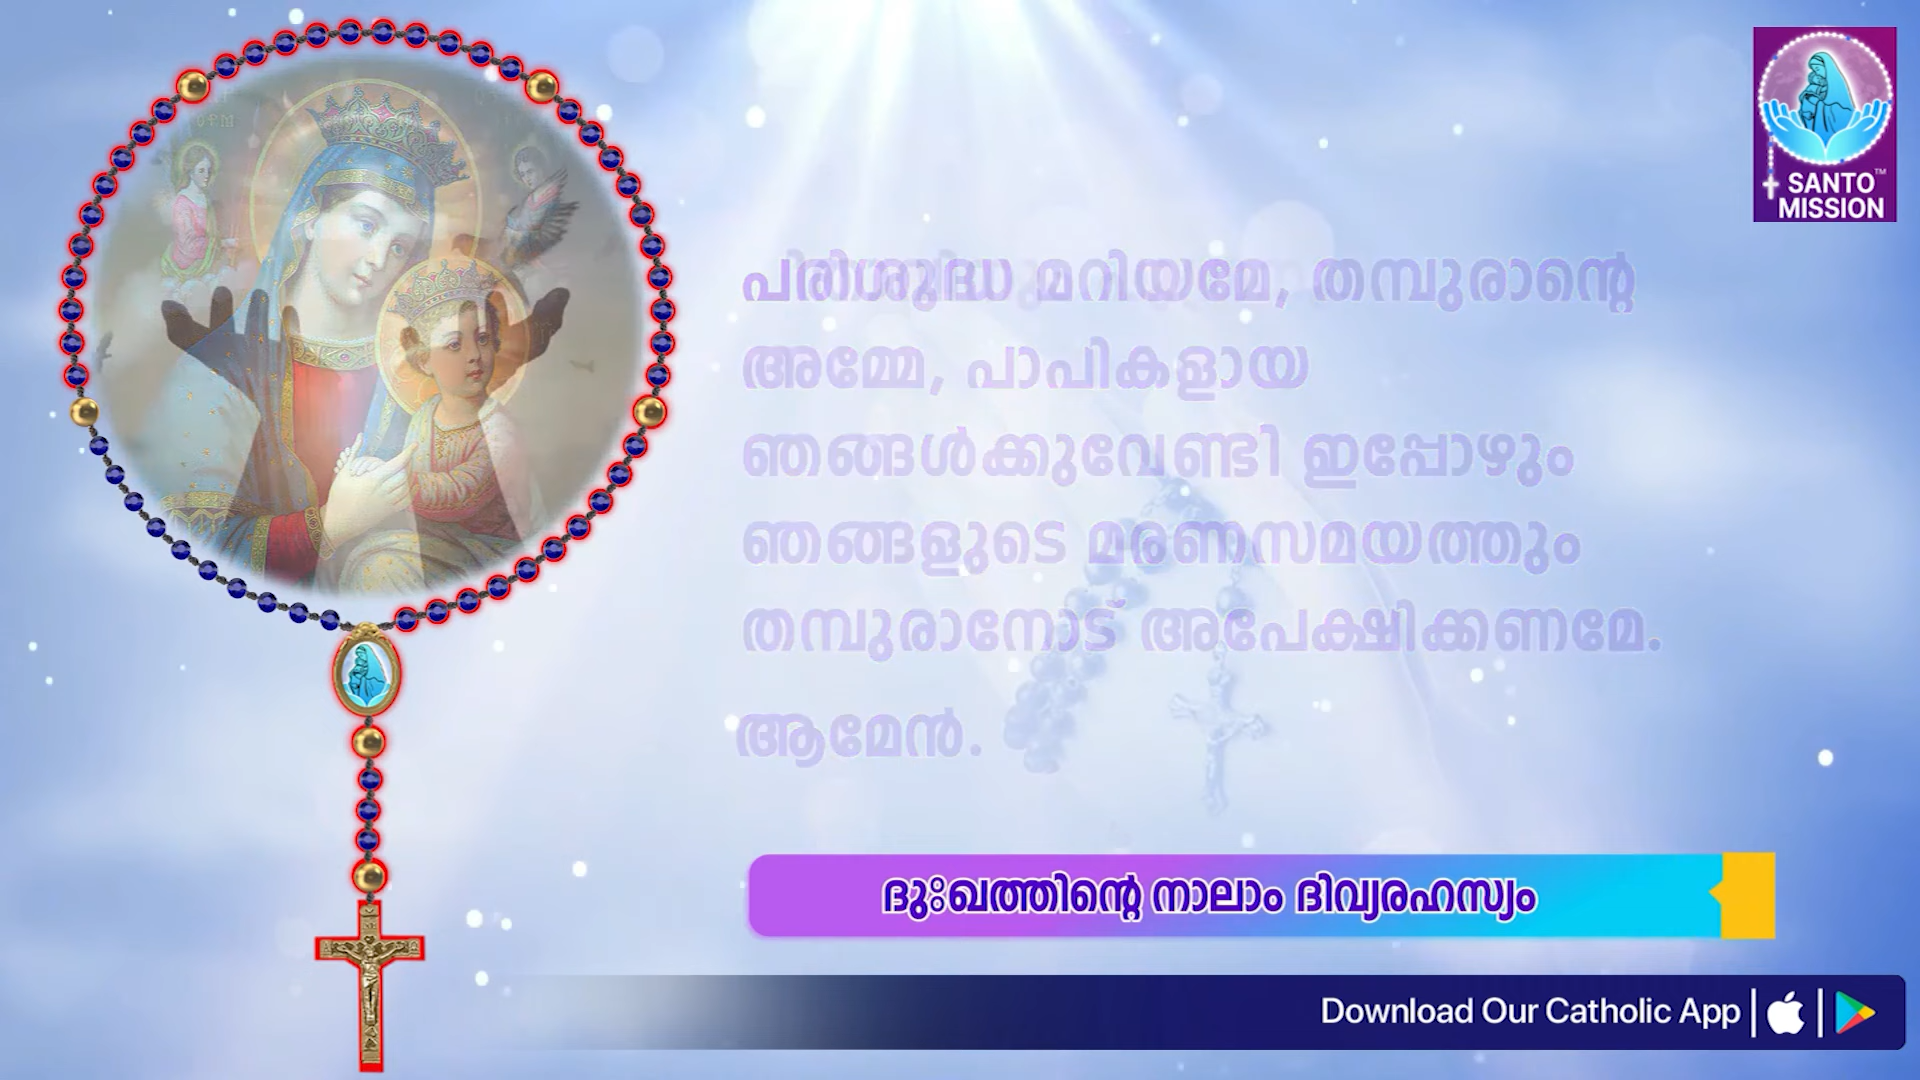 SANTO™
MISSION
പരിശുദ്ധ മറിയമേ, തമ്പുരാന്റെ
അമ്മേ, പാപികളായ
ഞങ്ങൾക്കുവേണ്ടി ഇപ്പോഴും
ഞങ്ങളുടെ മരണസമയത്തും
തമ്പുരാനോട് അപേക്ഷിക്കണമേ.
ആമേൻ.
ദുഃഖത്തിന്റെ നാലാം ദിവ്യരഹസ്യം
Download Our Catholic App